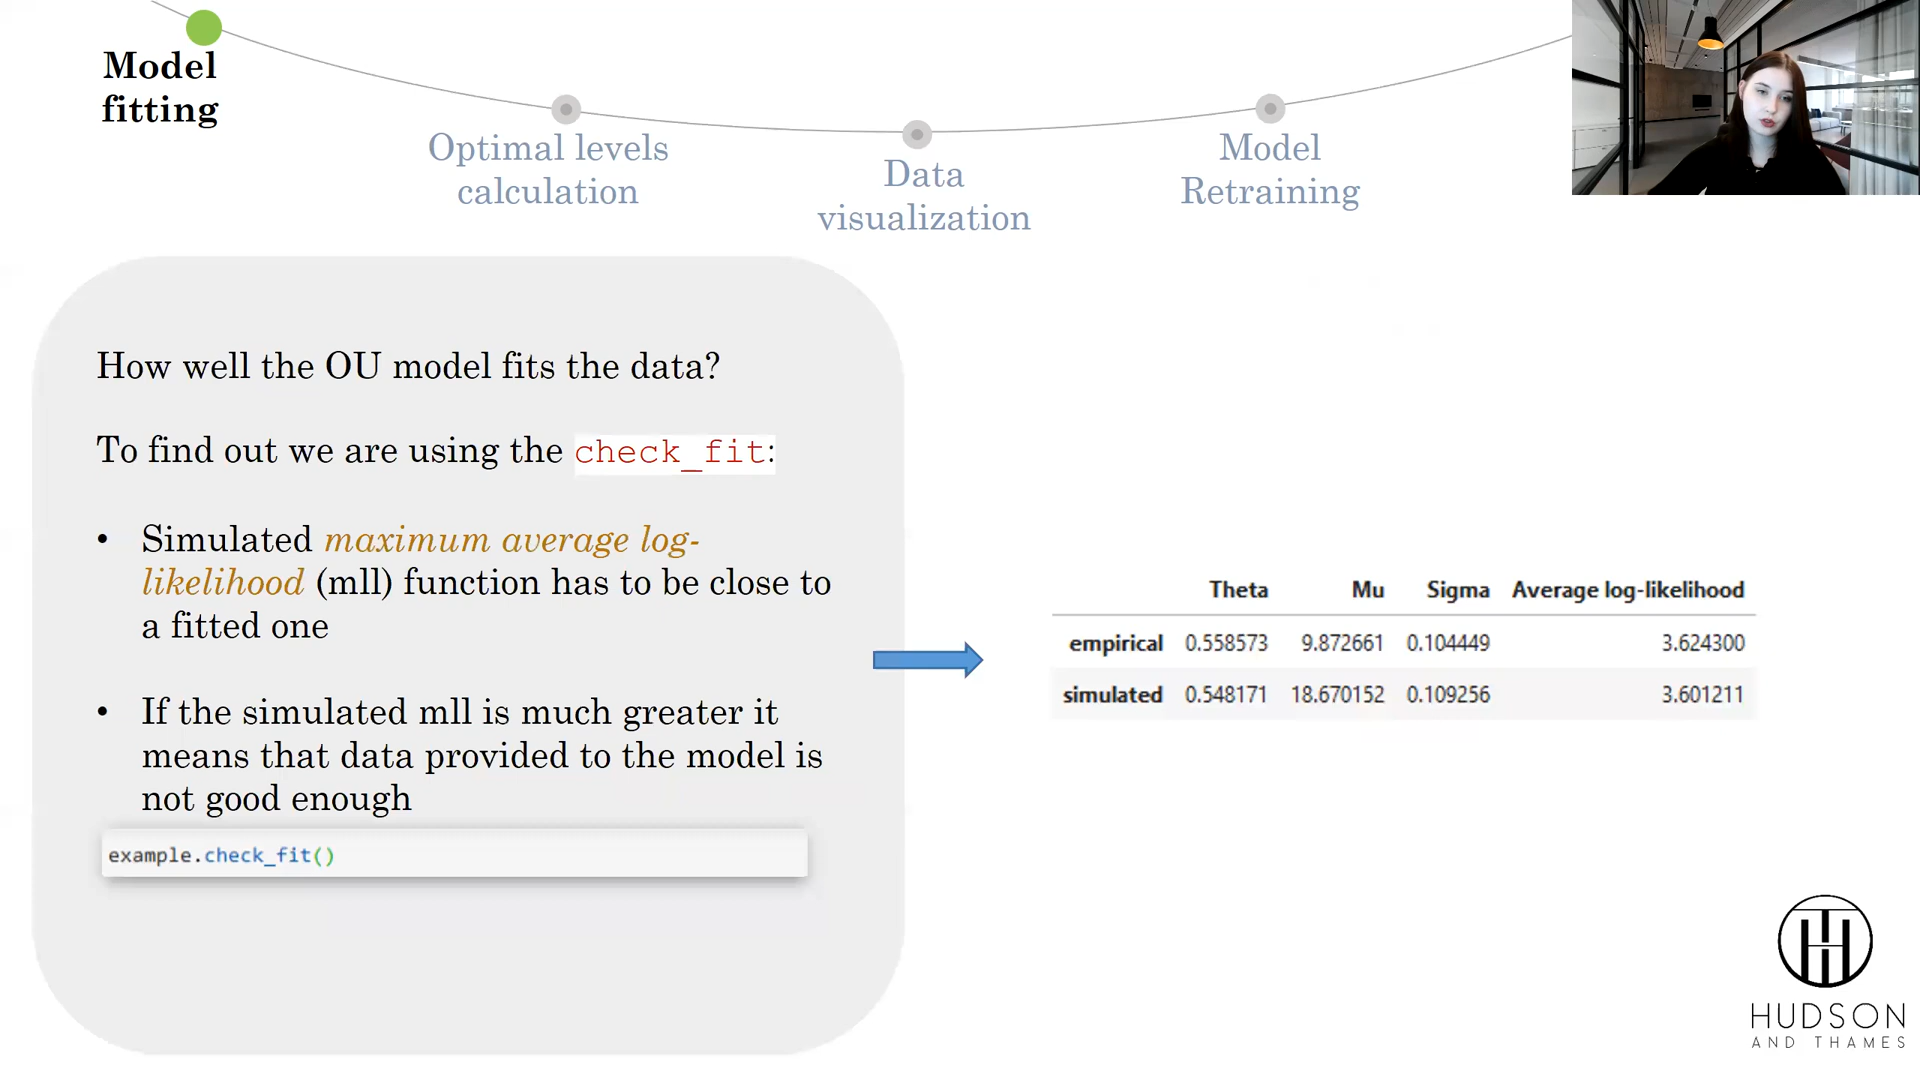 Model
fitting
Optimal levels
calculation
Data
visualization
Model
Retraining
How well the OU model fits the data?
To find out we are using the check_fit:
• Simulated maximum average log-
likelihood (mll) function has to be close to
a fitted one
• If the simulated mll is much greater it
means that data provided to the model is
not good enough
example.check_fit()
Theta Mu Sigma Average log-likelihood
empirical 0.558573 9.872661 0.104449 3.624300
simulated 0.548171 18.670152 0.109256 3.601211
HUDSON
AND THAMES